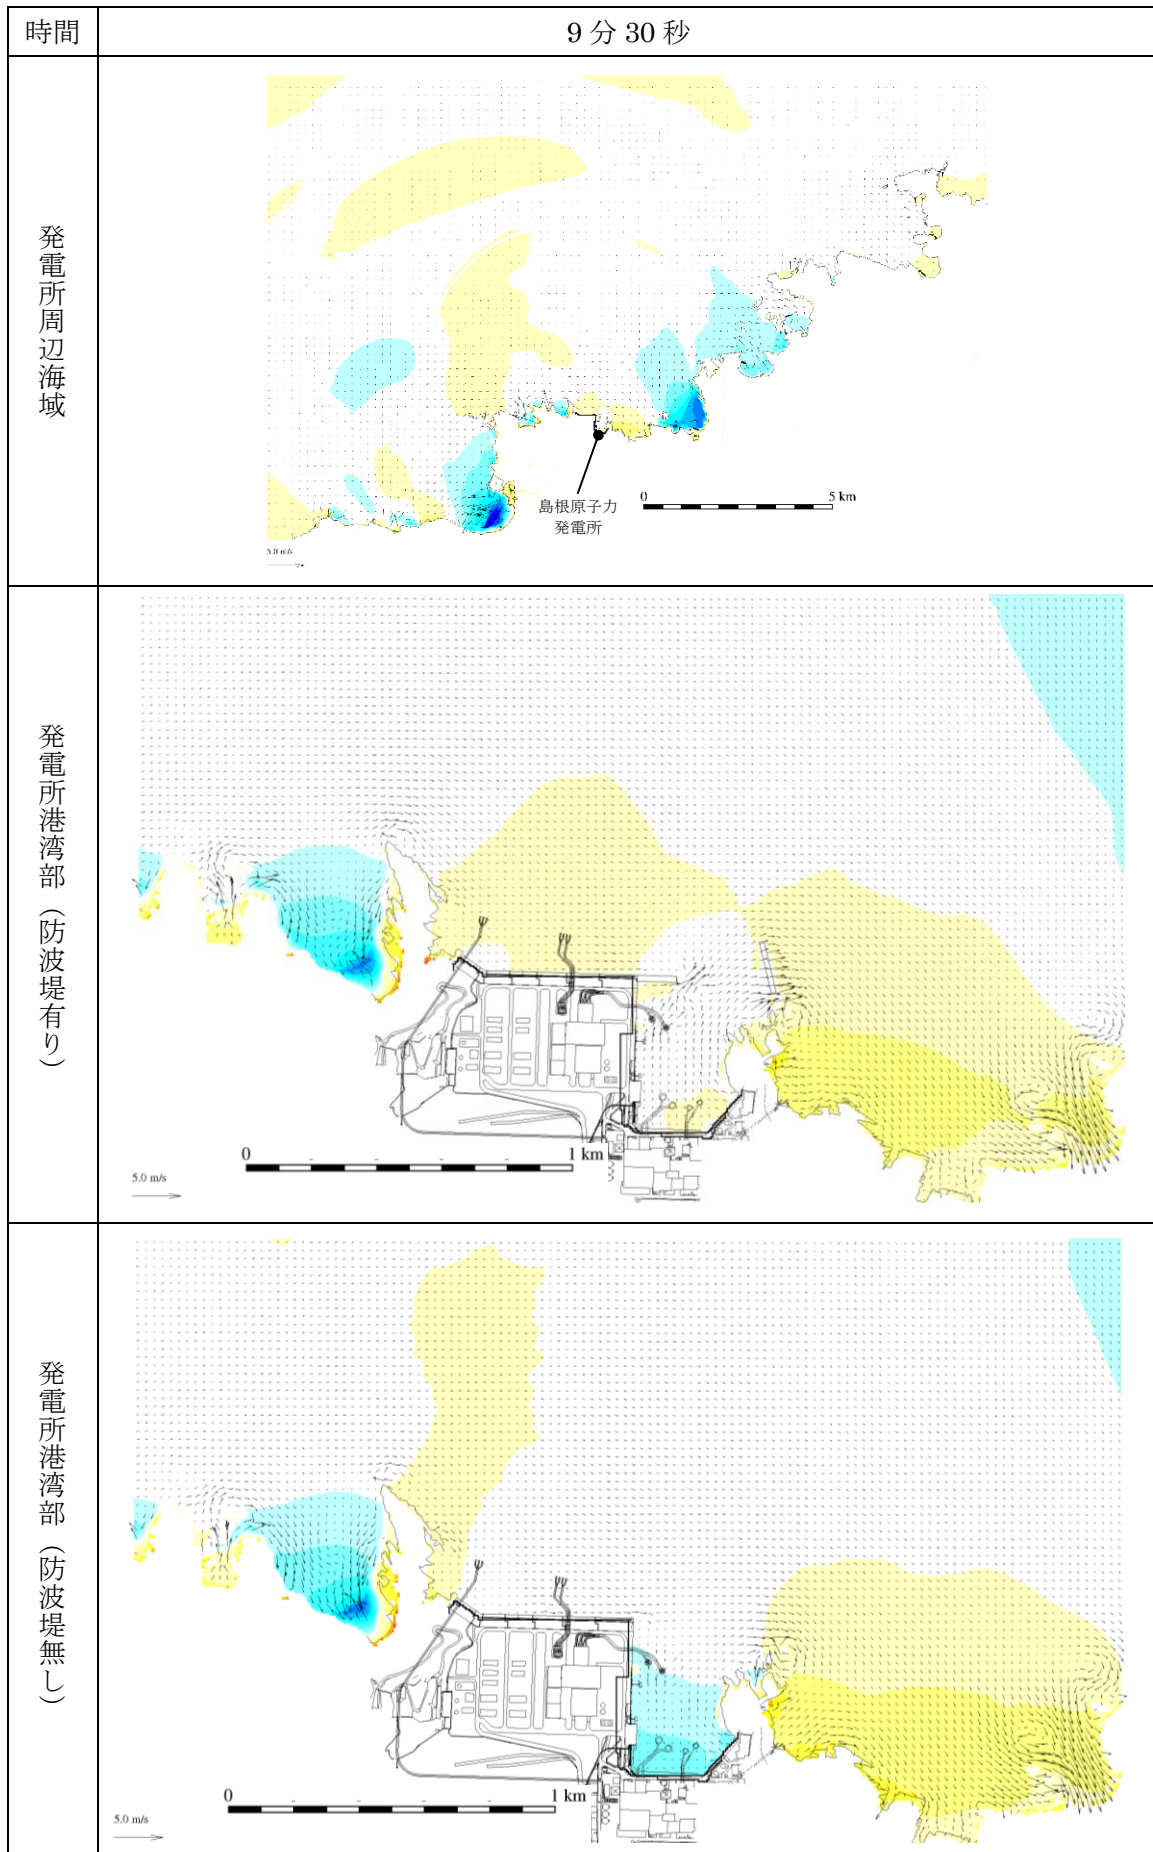 時間
9分30秒
発電所周辺海域
島根原子力
発電所
0
5 km
5.0 m/s
発電所港湾部（防波堤有り）
0
1 km
5.0 m/s
発電所港湾部（防波堤無し）
0
1 km
5.0 m/s